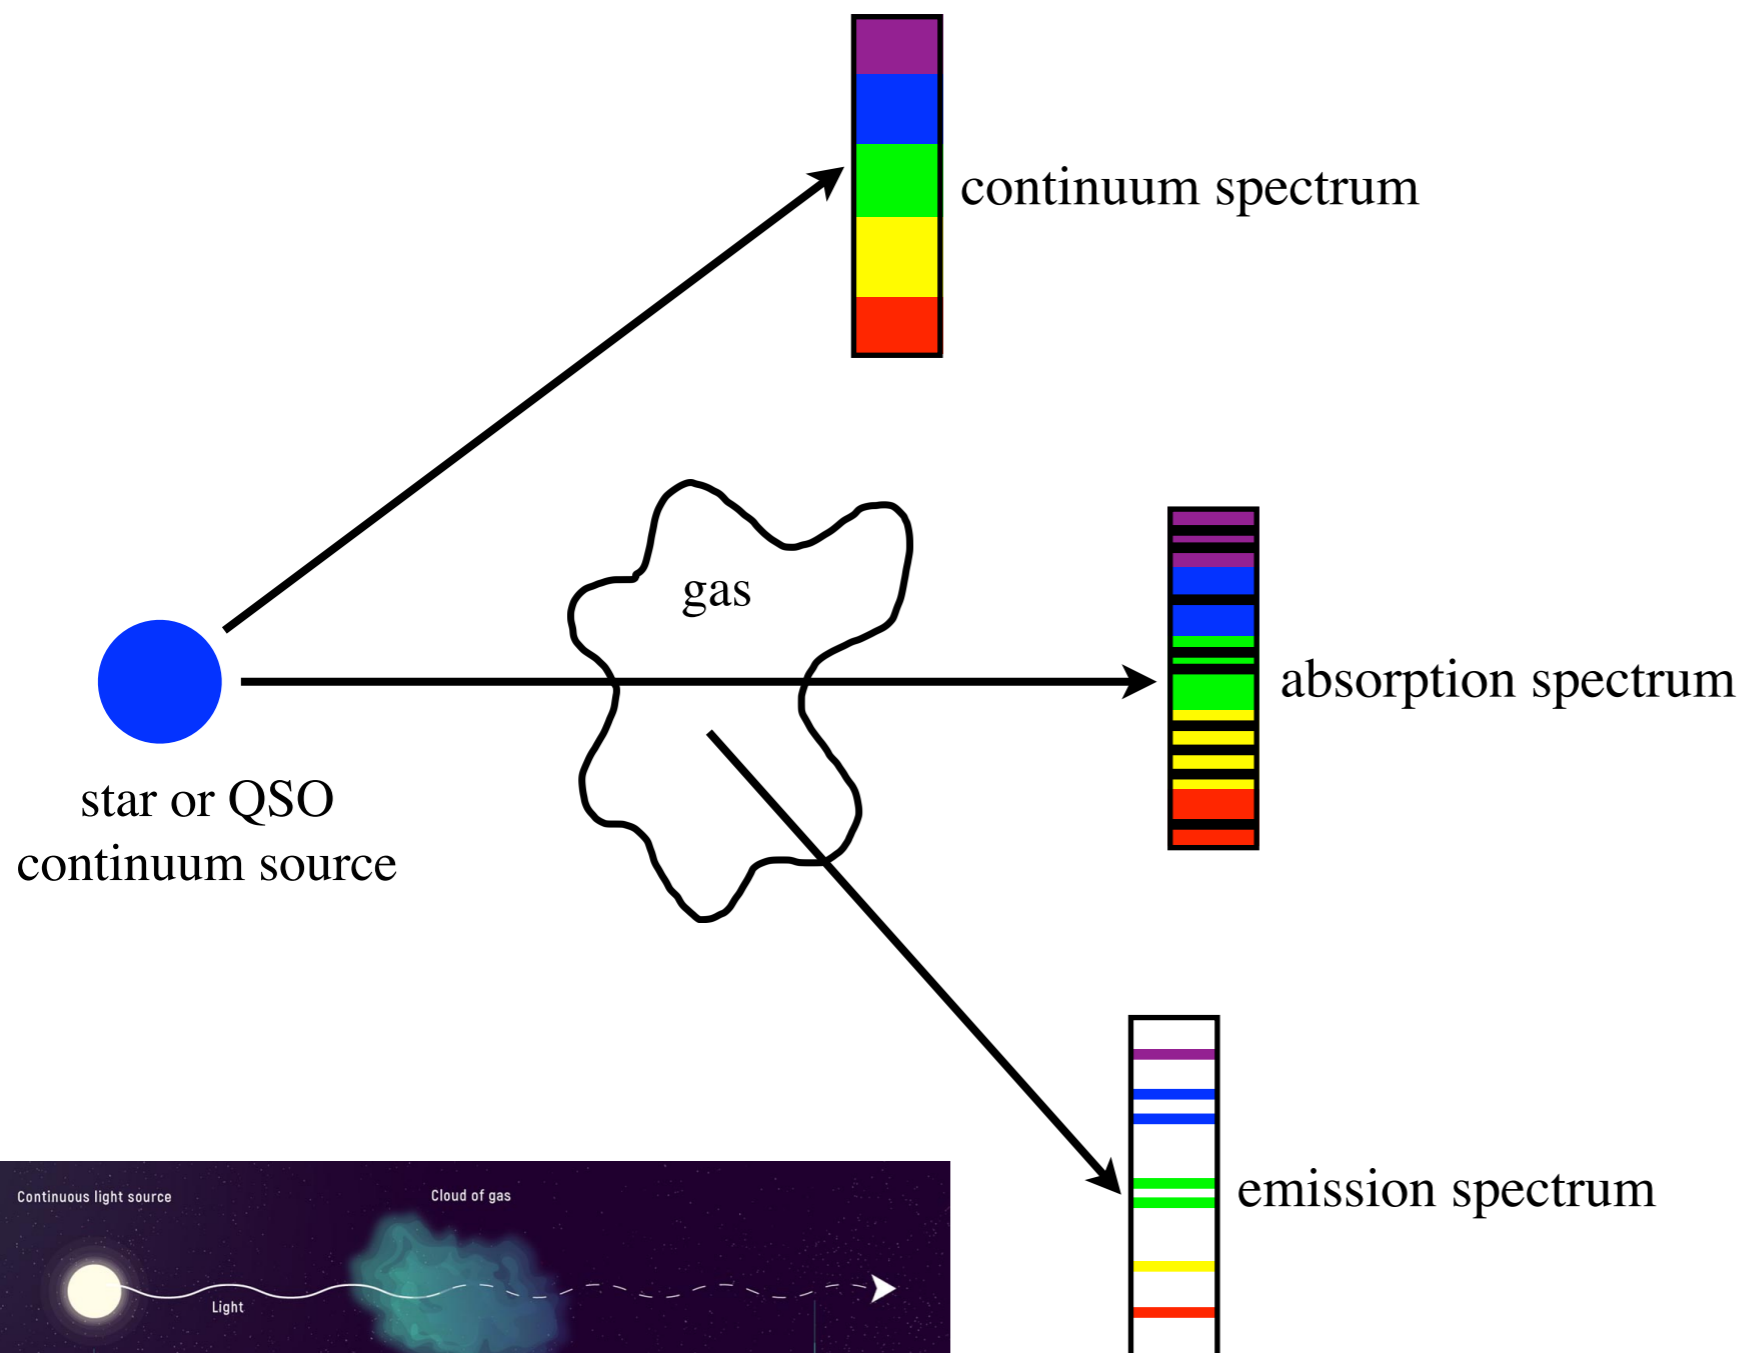 continuum spectrum
gas
absorption spectrum
star or QSO
continuum source
emission spectrum
Continuous light source
Cloud of gas
Light